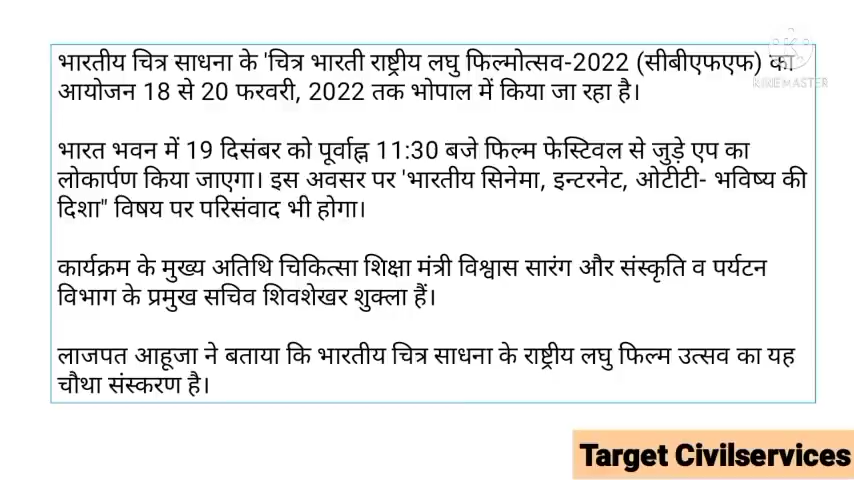 भारतीय चित्र साधना के 'चित्र भारती राष्ट्रीय लघु फिल्मोत्सव-2022 (सीबीएफएफ) का
आयोजन 18 से 20 फरवरी, 2022 तक भोपाल में किया जा रहा है।
भारत भवन में 19 दिसंबर को पूर्वाह्न 11:30 बजे फिल्म फेस्टिवल से जुड़े एप का
लोकार्पण किया जाएगा। इस अवसर पर 'भारतीय सिनेमा, इन्टरनेट, ओटीटी- भविष्य की
दिशा" विषय पर परिसंवाद भी होगा।
कार्यक्रम के मुख्य अतिथि चिकित्सा शिक्षा मंत्री विश्वास सारंग और संस्कृति व पर्यटन
विभाग के प्रमुख सचिव शिवशेखर शुक्ला हैं।
लाजपत आहूजा ने बताया कि भारतीय चित्र साधना के राष्ट्रीय लघु फिल्म उत्सव का यह
चौथा संस्करण है।
KINEMASTER
Target Civilservices